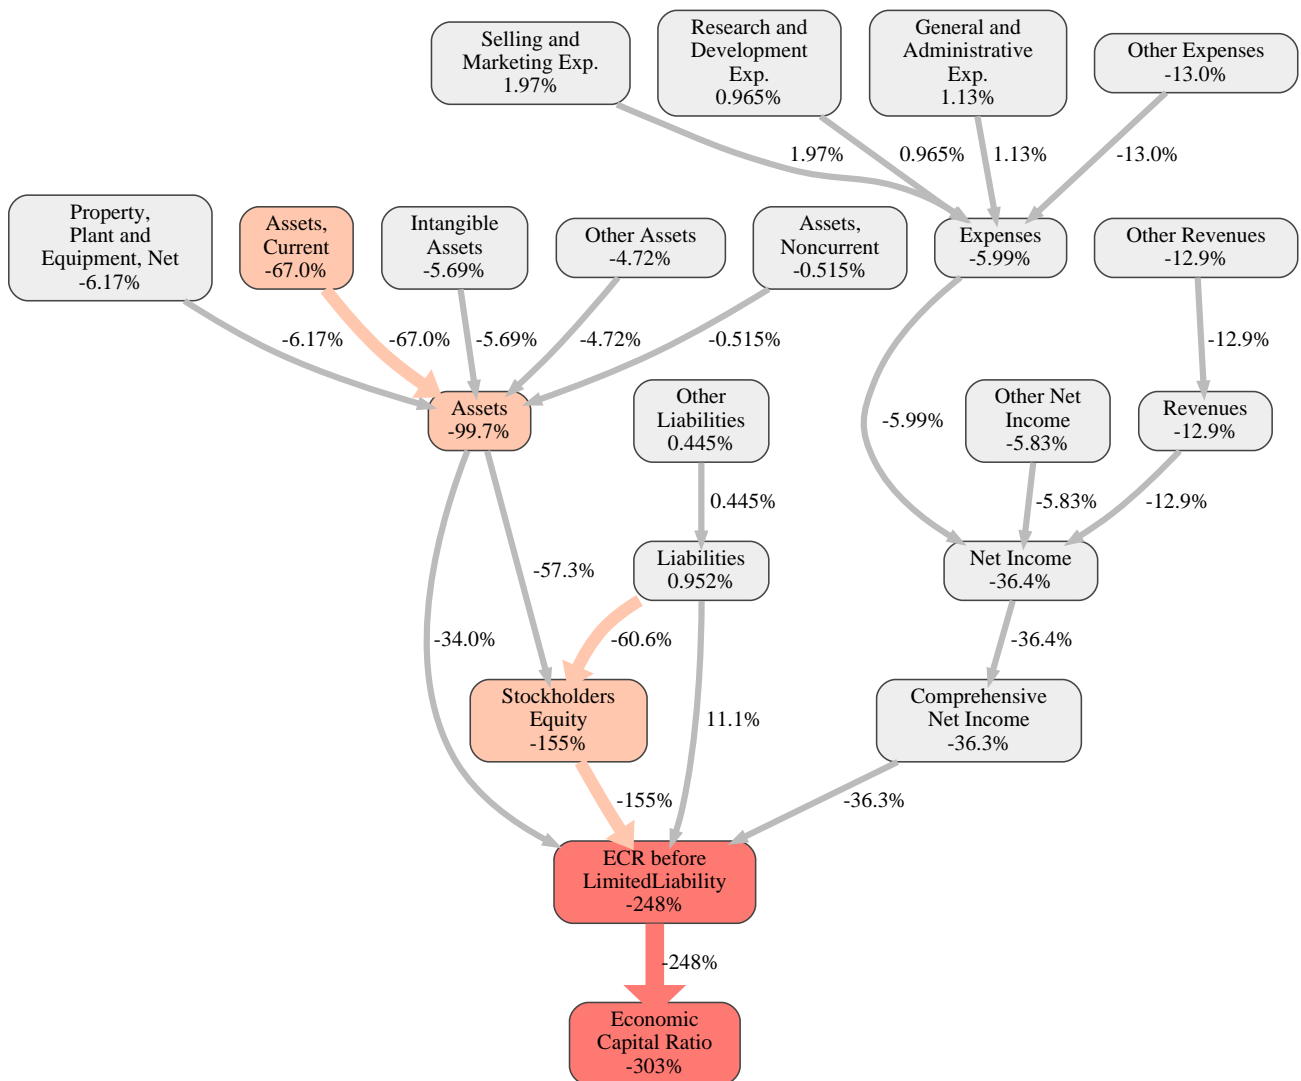 Selling and
Marketing Exp.
1.97%
Research and
Development
Exp.
0.965%
General and
Administrative
Exp.
1.13%
Other Expenses
-13.0%
1.97%
0.965%
1.13%
-13.0%
Property,
Plant and
Equipment, Net
-6.17%
Assets,
Current
-67.0%
Intangible
Assets
-5.69%
Other Assets
-4.72%
Assets,
Noncurrent
-0.515%
Expenses
-5.99%
Other Revenues
-12.9%
-6.17%
-67.0%
-5.69%
-4.72%
-0.515%
-12.9%
Assets
-99.7%
Other
Liabilities
0.445%
-5.99%
Other Net
Income
-5.83%
Revenues
-12.9%
0.445%
-5.83%
-12.9%
-57.3%
Liabilities
0.952%
Net Income
-36.4%
-34.0%
-60.6%
-36.4%
Stockholders
Equity
-155%
11.1%
Comprehensive
Net Income
-36.3%
-155%
-36.3%
ECR before
LimitedLiability
-248%
-248%
Economic
Capital Ratio
-303%